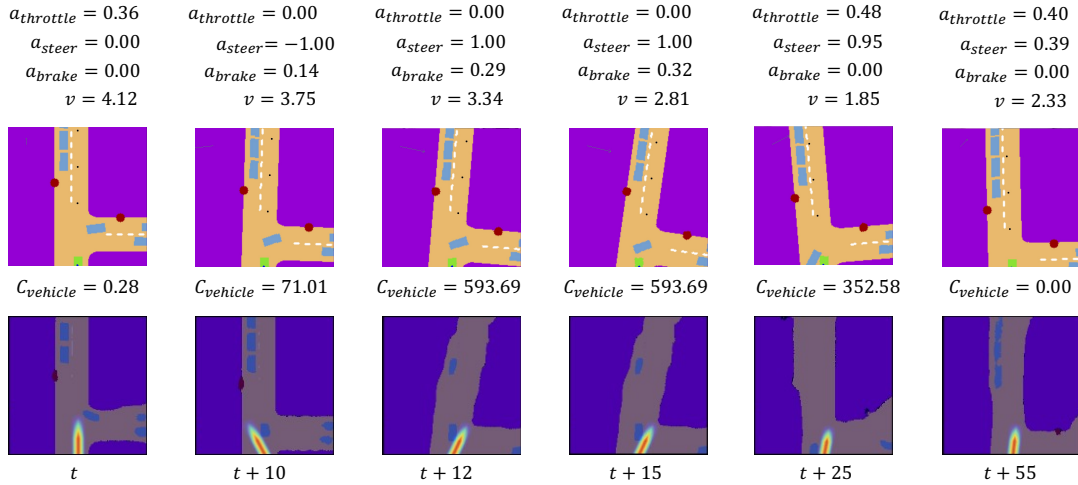 a_throttle = 0.36
a_steer = 0.00
a_brake = 0.00
v = 4.12
a_throttle = 0.00
a_steer = −1.00
a_brake = 0.14
v = 3.75
a_throttle = 0.00
a_steer = 1.00
a_brake = 0.29
v = 3.34
a_throttle = 0.00
a_steer = 1.00
a_brake = 0.32
v = 2.81
a_throttle = 0.48
a_steer = 0.95
a_brake = 0.00
v = 1.85
a_throttle = 0.40
a_steer = 0.39
a_brake = 0.00
v = 2.33
C_vehicle = 0.28
C_vehicle = 71.01
C_vehicle = 593.69
C_vehicle = 593.69
C_vehicle = 352.58
C_vehicle = 0.00
t
t + 10
t + 12
t + 15
t + 25
t + 55